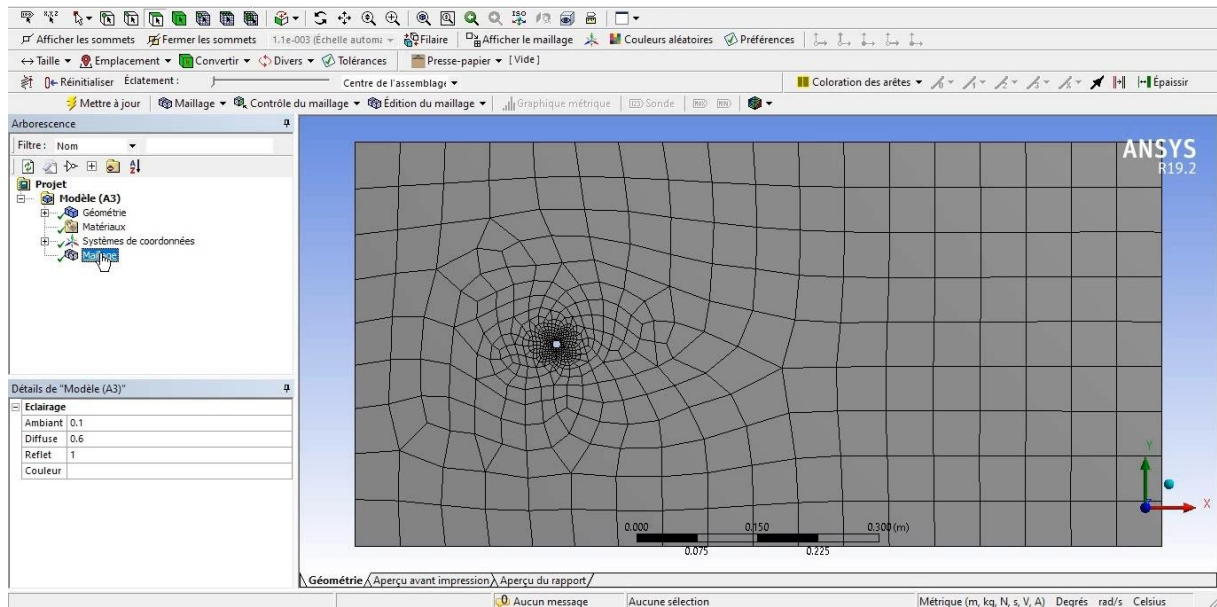 Afficher les sommets Fermer les sommets 1.1e-003 (Échelle automa Filaire Afficher le maillage Couleurs aléatoires Préférences
Taille Emplacement Convertir Divers Tolérances Presse-papier [Vide]
Réinitialiser Éclatement : Centre de l'assemblage Coloration des arêtes Épaissir
Mettre à jour Maillage Contrôle du maillage Édition du maillage Graphique métrique Sonde
Arborescence
Filtre : Nom
Projet
Modèle (A3)
Géométrie
Matériaux
Systèmes de coordonnées
Maillage
Détails de "Modèle (A3)"
Eclairage
Ambiant 0.1
Diffuse 0.6
Reflet 1
Couleur
ANSYS
R19.2
Y
X
0.000 0.150 0.300 (m)
0.075 0.225
Géométrie Aperçu avant impression Aperçu du rapport
0 Aucun message Aucune sélection Métrique (m, kg, N, s, V, A) Degrés rad/s Celsius